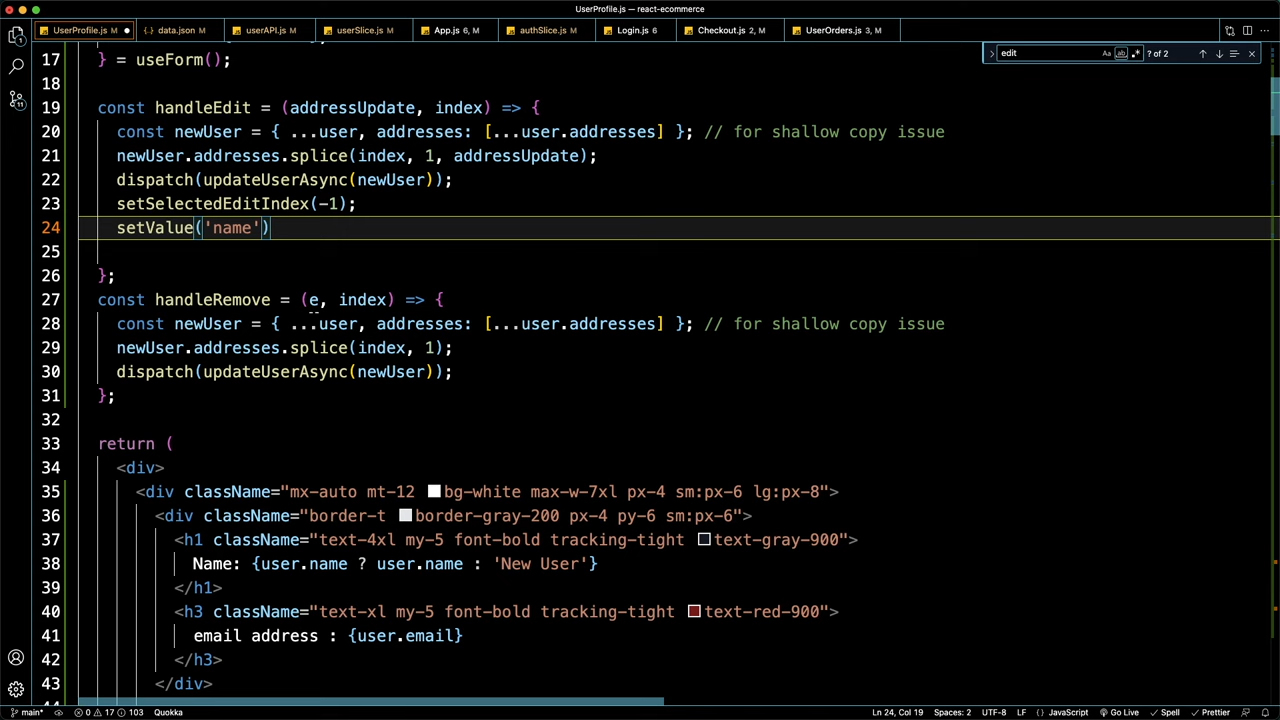 UserProfile.js — react-ecommerce
UserProfile.js M
data.json M
userAPI.js M
userSlice.js M
App.js 6, M
authSlice.js M
Login.js 6
Checkout.js 2, M
UserOrders.js 3, M
edit
Aa ab .* ? of 2
17 } = useForm();
18
19 const handleEdit = (addressUpdate, index) => {
20 const newUser = { ...user, addresses: [...user.addresses] }; // for shallow copy issue
21 newUser.addresses.splice(index, 1, addressUpdate);
22 dispatch(updateUserAsync(newUser));
23 setSelectedEditIndex(-1);
24 setValue('name')
25
26 };
27 const handleRemove = (e, index) => {
28 const newUser = { ...user, addresses: [...user.addresses] }; // for shallow copy issue
29 newUser.addresses.splice(index, 1);
30 dispatch(updateUserAsync(newUser));
31 };
32
33 return (
34 <div>
35 <div className="mx-auto mt-12 bg-white max-w-7xl px-4 sm:px-6 lg:px-8">
36 <div className="border-t border-gray-200 px-4 py-6 sm:px-6">
37 <h1 className="text-4xl my-5 font-bold tracking-tight text-gray-900">
38 Name: {user.name ? user.name : 'New User'}
39 </h1>
40 <h3 className="text-xl my-5 font-bold tracking-tight text-red-900">
41 email address : {user.email}
42 </h3>
43 </div>
1
11
main* 0 17 103 Quokka
Ln 24, Col 19 Spaces: 2 UTF-8 LF { } JavaScript Go Live Spell Prettier